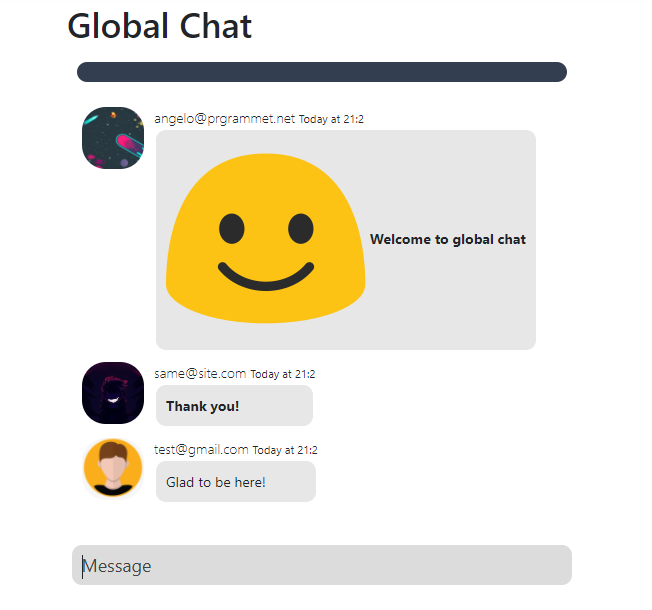 Global Chat
angelo@prgrammet.net Today at 21:2
Welcome to global chat
same@site.com Today at 21:2
Thank you!
test@gmail.com Today at 21:2
Glad to be here!
Message